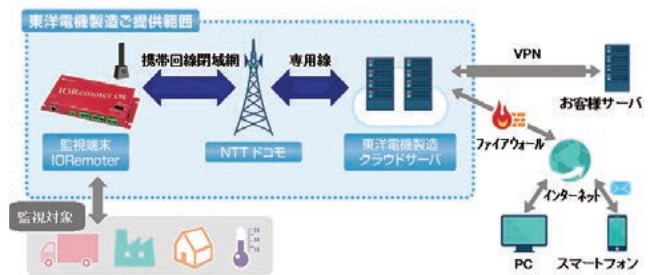 東洋電機製造ご提供範囲
携帯回線閉域網
専用線
VPN
IORemoter
お客様サーバ
監視端末
IORemoter
NTTドコモ
東洋電機製造
クラウドサーバ
ファイアウォール
監視対象
インターネット
PC
スマートフォン